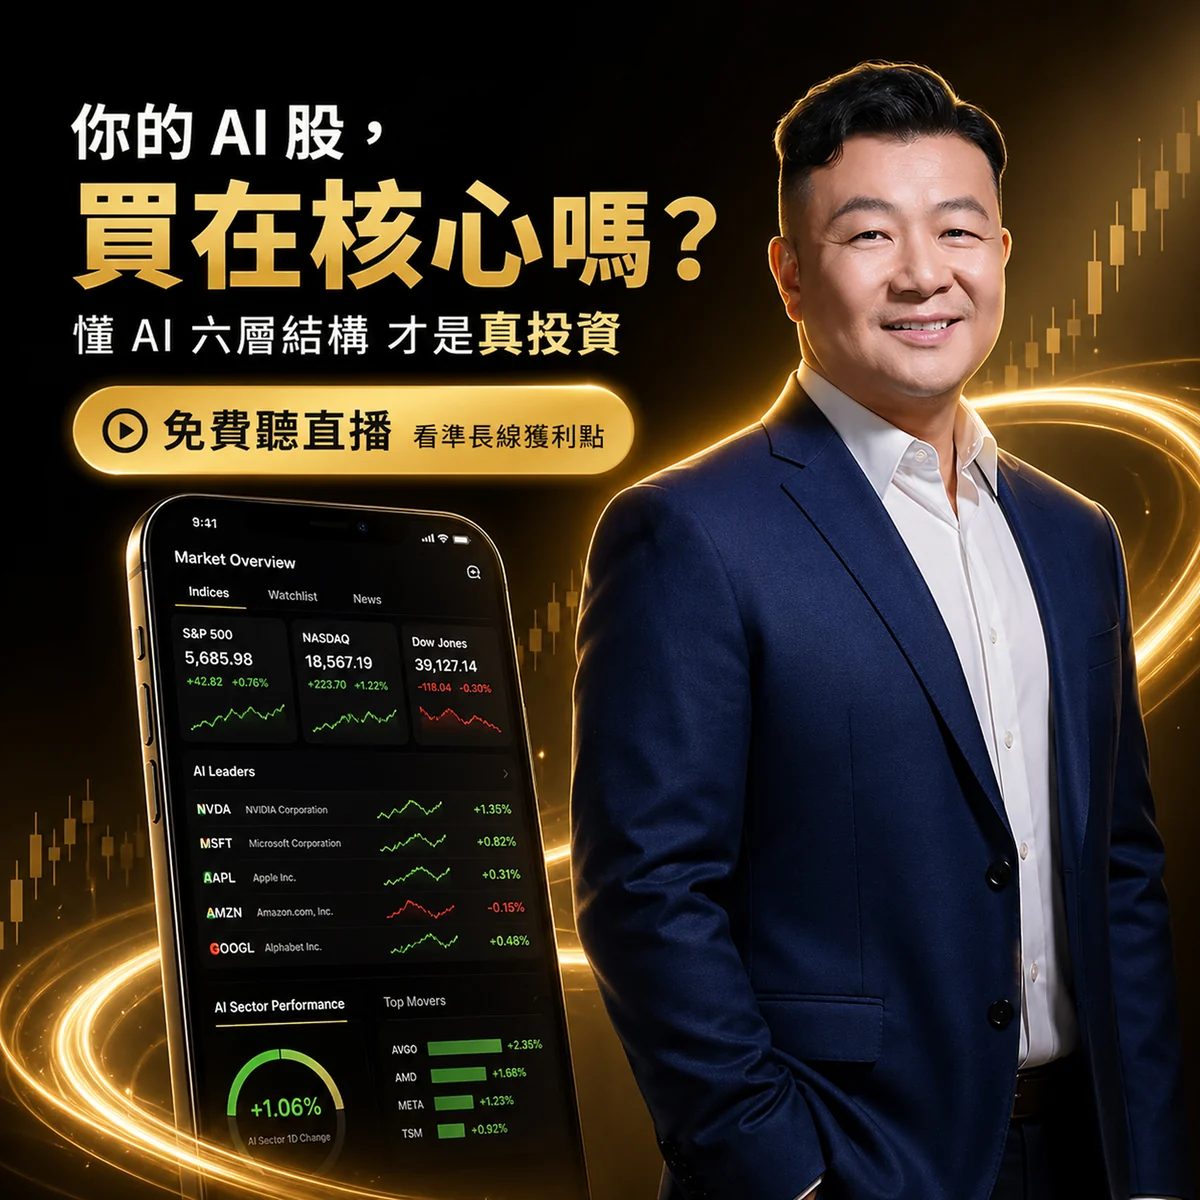 你的 AI 股，
買在核心嗎？
懂 AI 六層結構 才是真投資
免費聽直播 看準長線獲利點
9:41
Market Overview
Indices Watchlist News
S&P 500
5,685.98
+42.82 +0.76%
NASDAQ
18,567.19
+223.70 +1.22%
Dow Jones
39,127.14
-118.04 -0.30%
AI Leaders
NVDA NVIDIA Corporation +1.35%
MSFT Microsoft Corporation +0.82%
AAPL Apple Inc. +0.31%
AMZN Amazon.com, Inc. -0.15%
GOOGL Alphabet Inc. +0.48%
AI Sector Performance
+1.06%
AI Sector 1D Change
Top Movers
AVGO +2.35%
AMD +1.68%
META +1.23%
TSM +0.92%